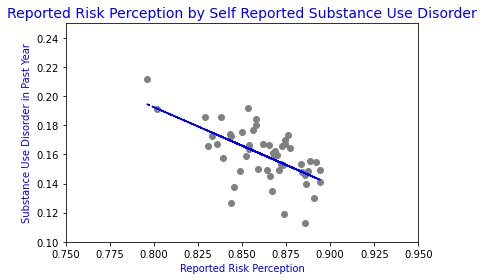 Reported Risk Perception by Self Reported Substance Use Disorder
Substance Use Disorder in Past Year
0.24
0.22
0.20
0.18
0.16
0.14
0.12
0.10
0.750 0.775 0.800 0.825 0.850 0.875 0.900 0.925 0.950
Reported Risk Perception